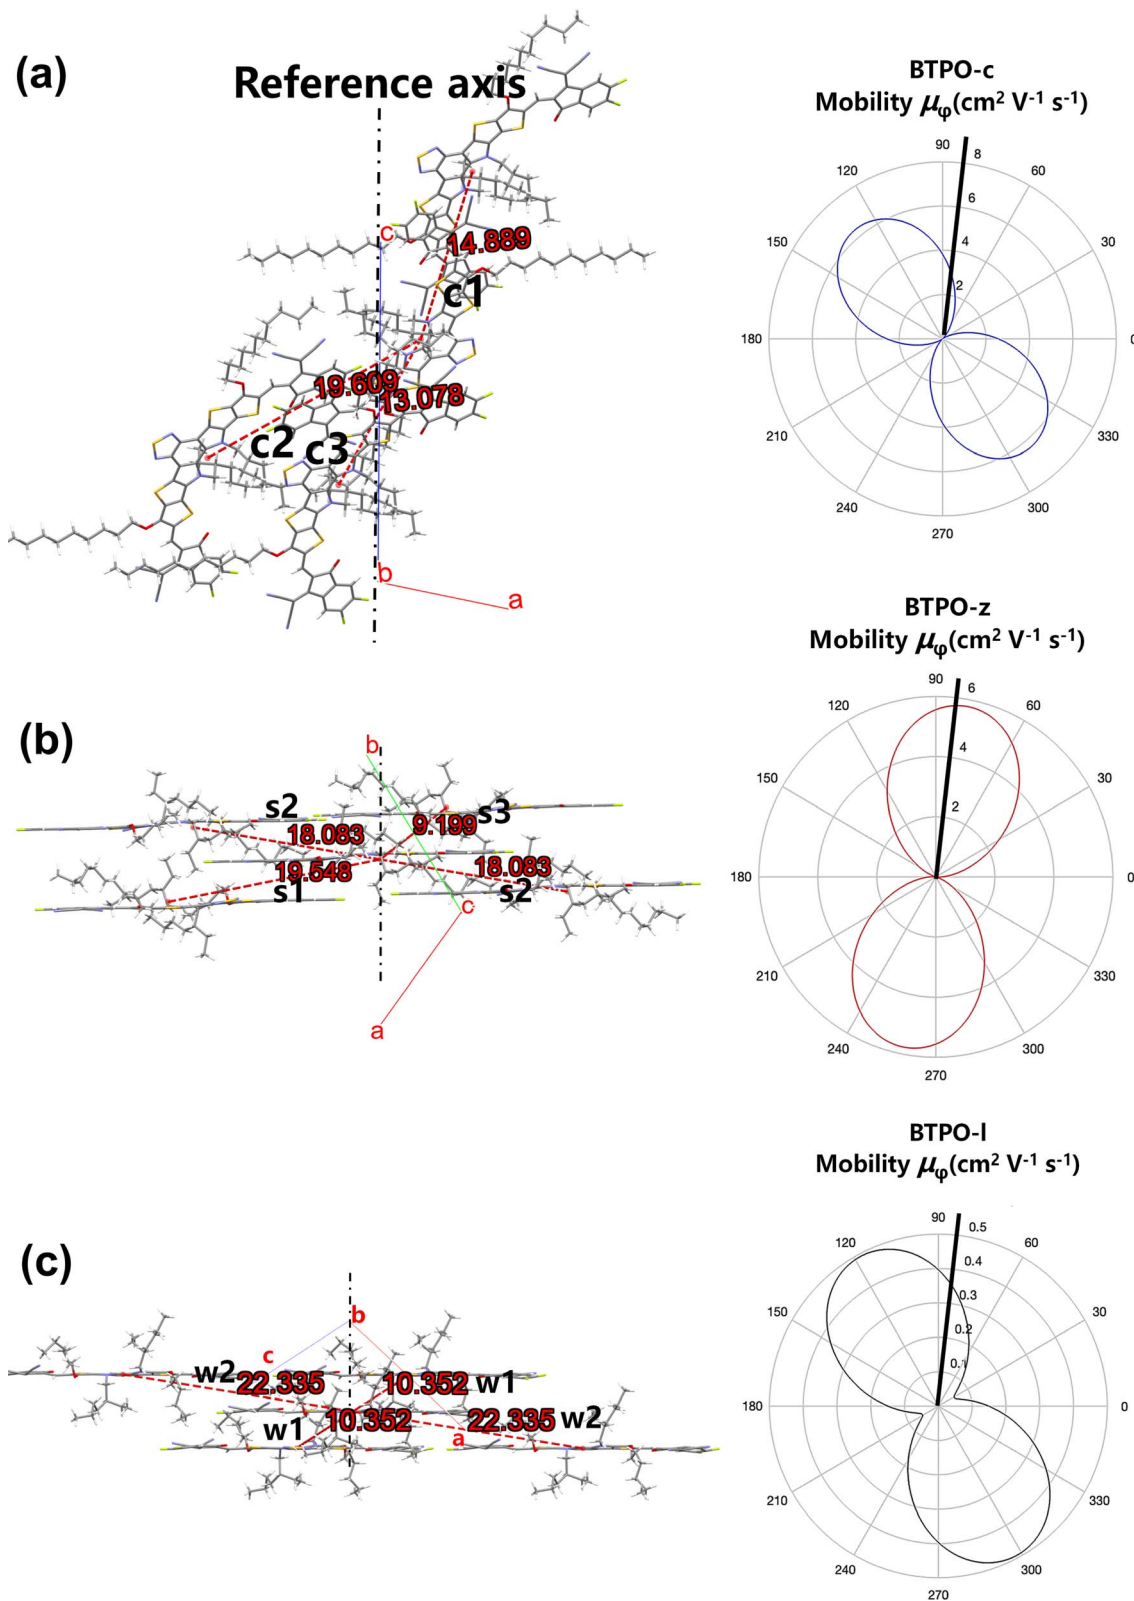 (a)
Reference axis
c
14.889
c1
19.609
13.078
c2
c3
b
a
BTPO-c
Mobility μφ(cm² V⁻¹ s⁻¹)
90
8
120
60
6
150
4
30
2
180
0
210
330
240
300
270
(b)
b
s2
s3
9.199
18.083
18.083
19.548
s1
s2
c
a
BTPO-z
Mobility μφ(cm² V⁻¹ s⁻¹)
90
6
120
60
4
150
30
2
180
0
210
330
240
300
270
(c)
b
c
w2
22.335
10.352
w1
w1
10.352
22.335
w2
a
BTPO-l
Mobility μφ(cm² V⁻¹ s⁻¹)
90
0.5
120
60
0.4
150
0.3
30
0.2
0.1
180
0
210
330
240
300
270